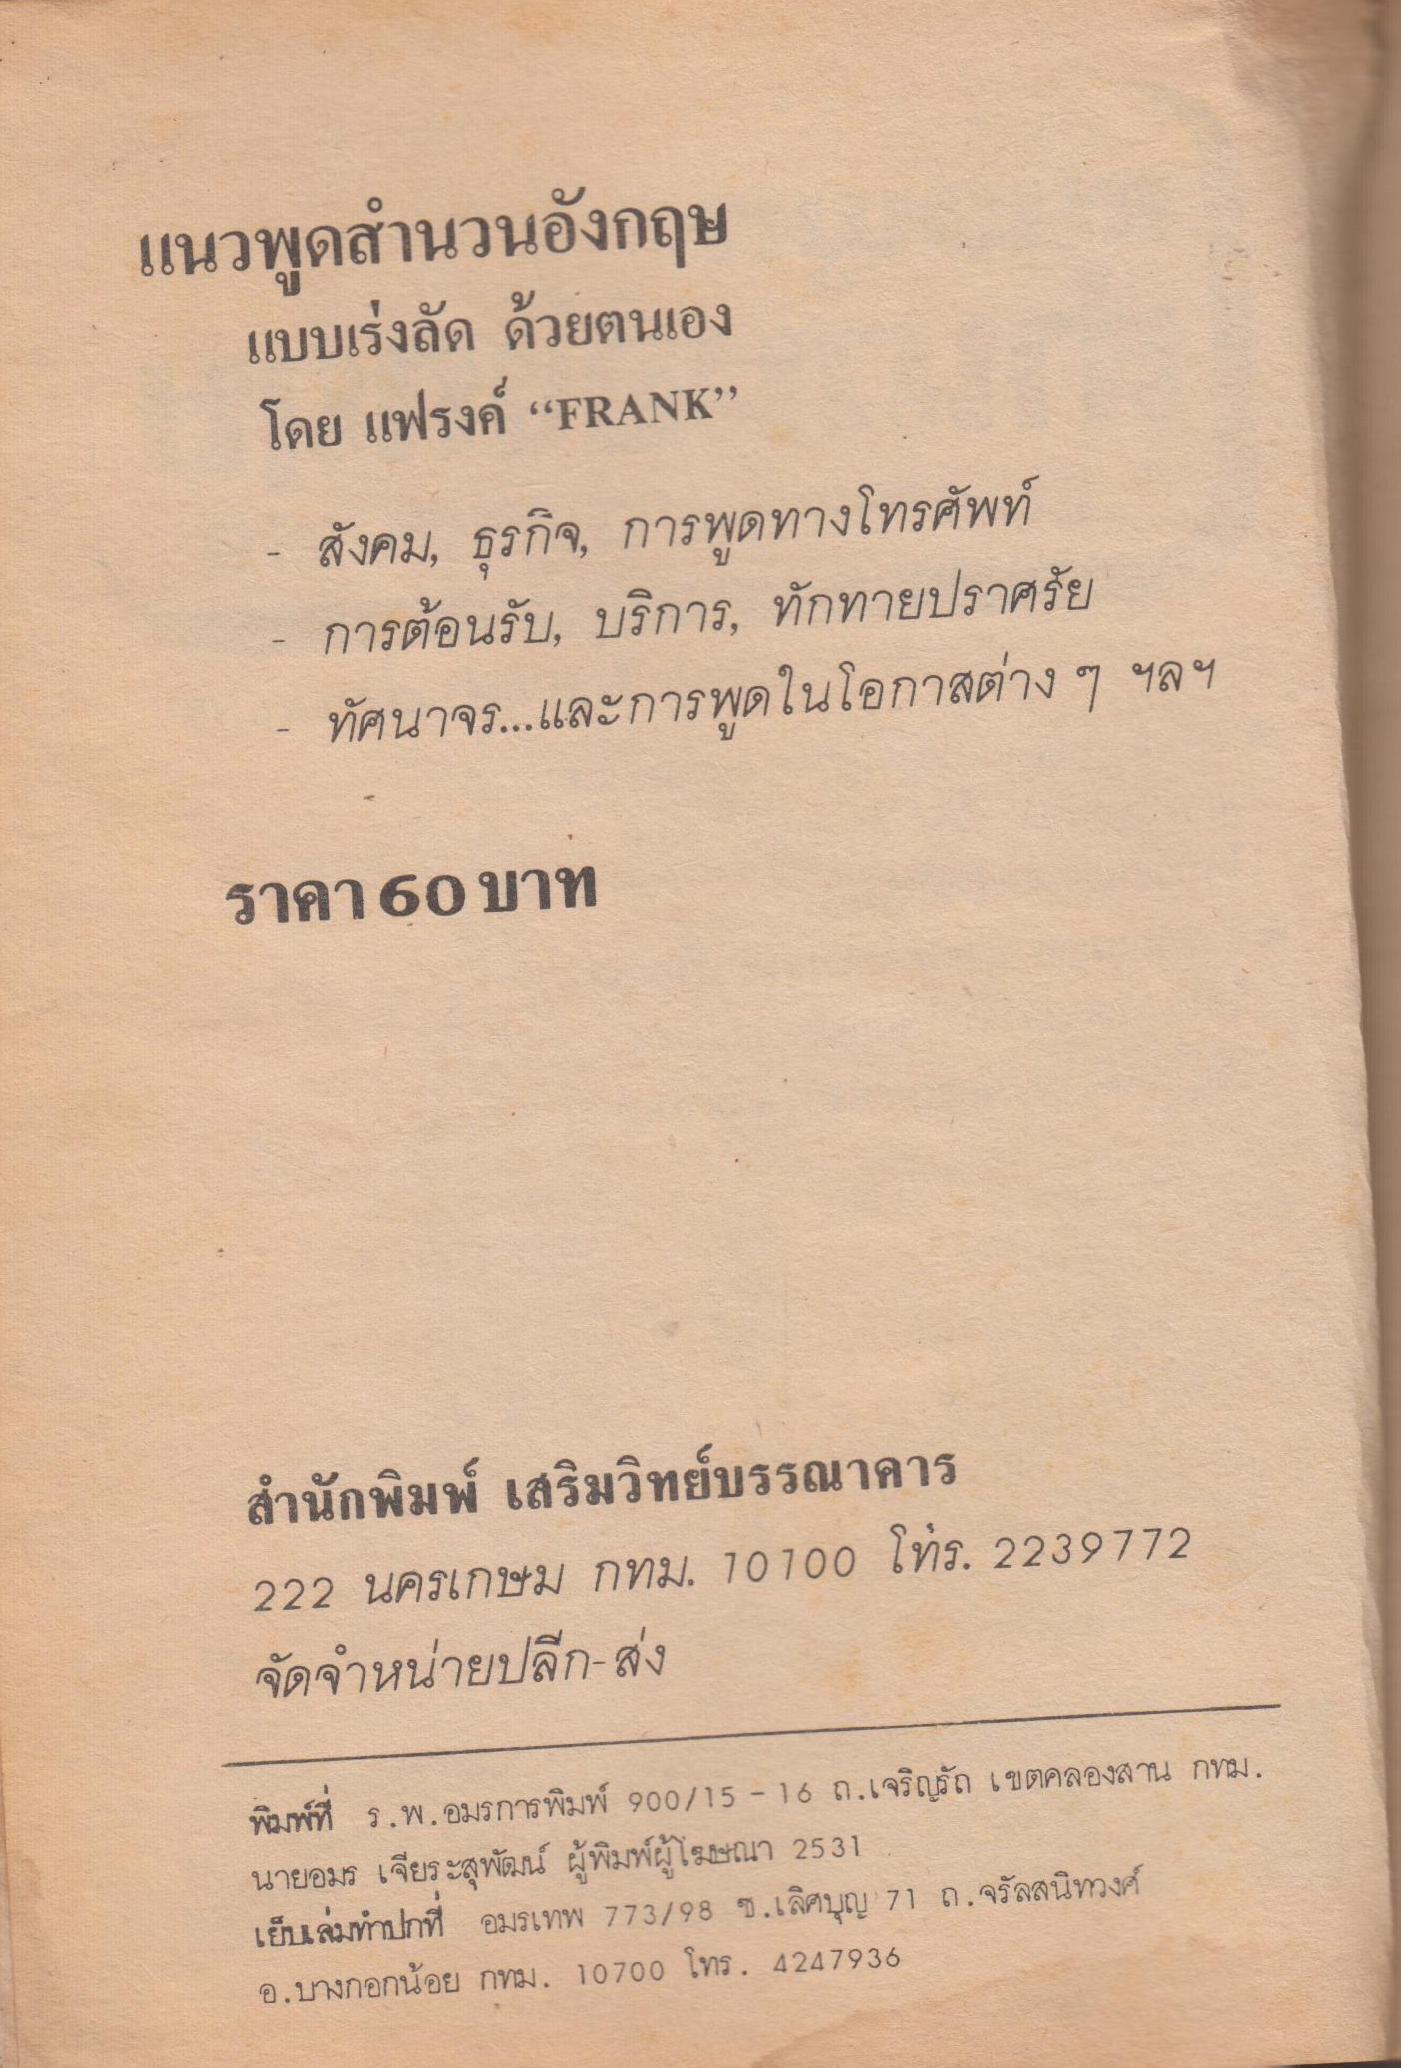 แนวพูดสำนวนอังกฤษ
แบบเร่งลัด ด้วยตนเอง
โดย แฟรงค์ “FRANK”
- สังคม, ธุรกิจ, การพูดทางโทรศัพท์
- การต้อนรับ, บริการ, ทักทายปราศรัย
- ทัศนาจร...และการพูดในโอกาสต่าง ๆ ฯลฯ
ราคา 60 บาท
สำนักพิมพ์ เสริมวิทย์บรรณาคาร
222 นครเกษม กทม. 10100 โทร. 2239772
จัดจำหน่ายปลีก-ส่ง
พิมพ์ที่ ร.พ.อมรการพิมพ์ 900/15 - 16 ถ.เจริญรัถ เขตคลองสาน กทม.
นายอมร เจียระสุพัฒน์ ผู้พิมพ์ผู้โฆษณา 2531
เย็บเล่มทำปกที่ อมรเทพ 773/98 ซ.เลิศบุญ 71 ถ.จรัลสนิทวงศ์
อ.บางกอกน้อย กทม. 10700 โทร. 4247936